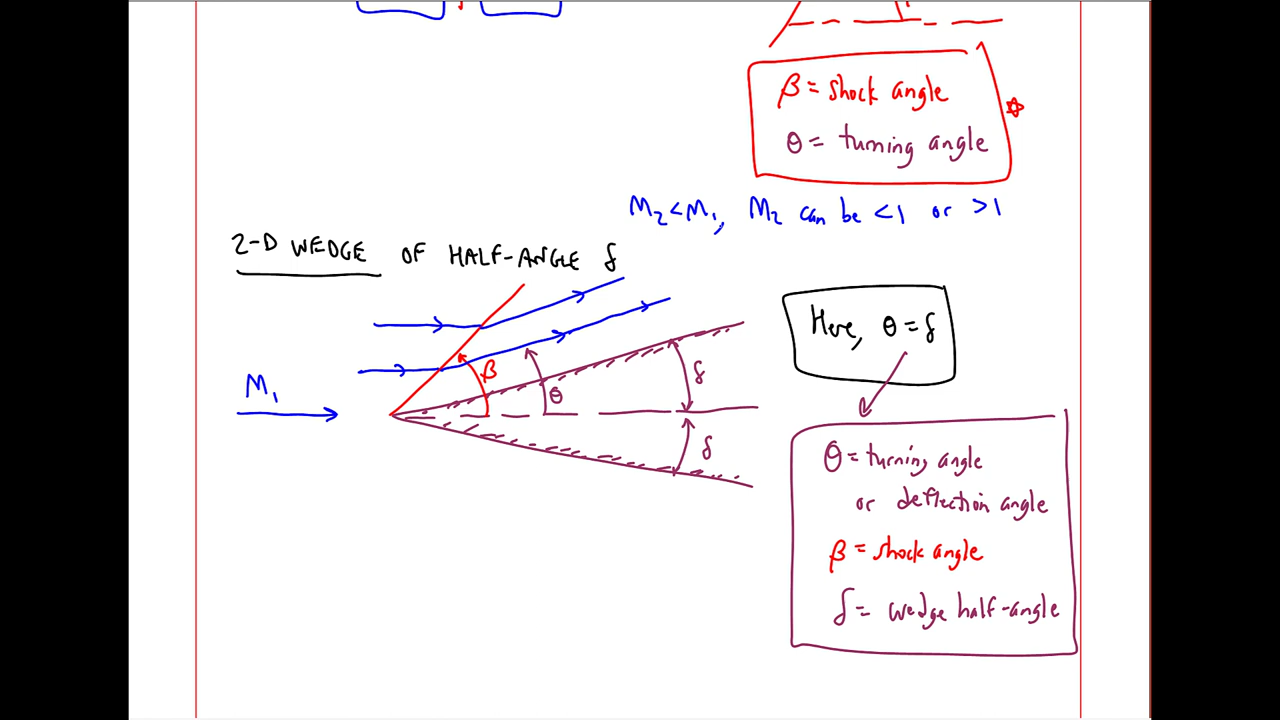 β = shock angle
θ = turning angle
M₂ < M₁, M₂ can be < 1 or > 1
2-D WEDGE OF HALF-ANGLE δ
Here, θ = δ
β
δ
M₁
θ
δ
θ = turning angle
or deflection angle
β = shock angle
δ = wedge half-angle